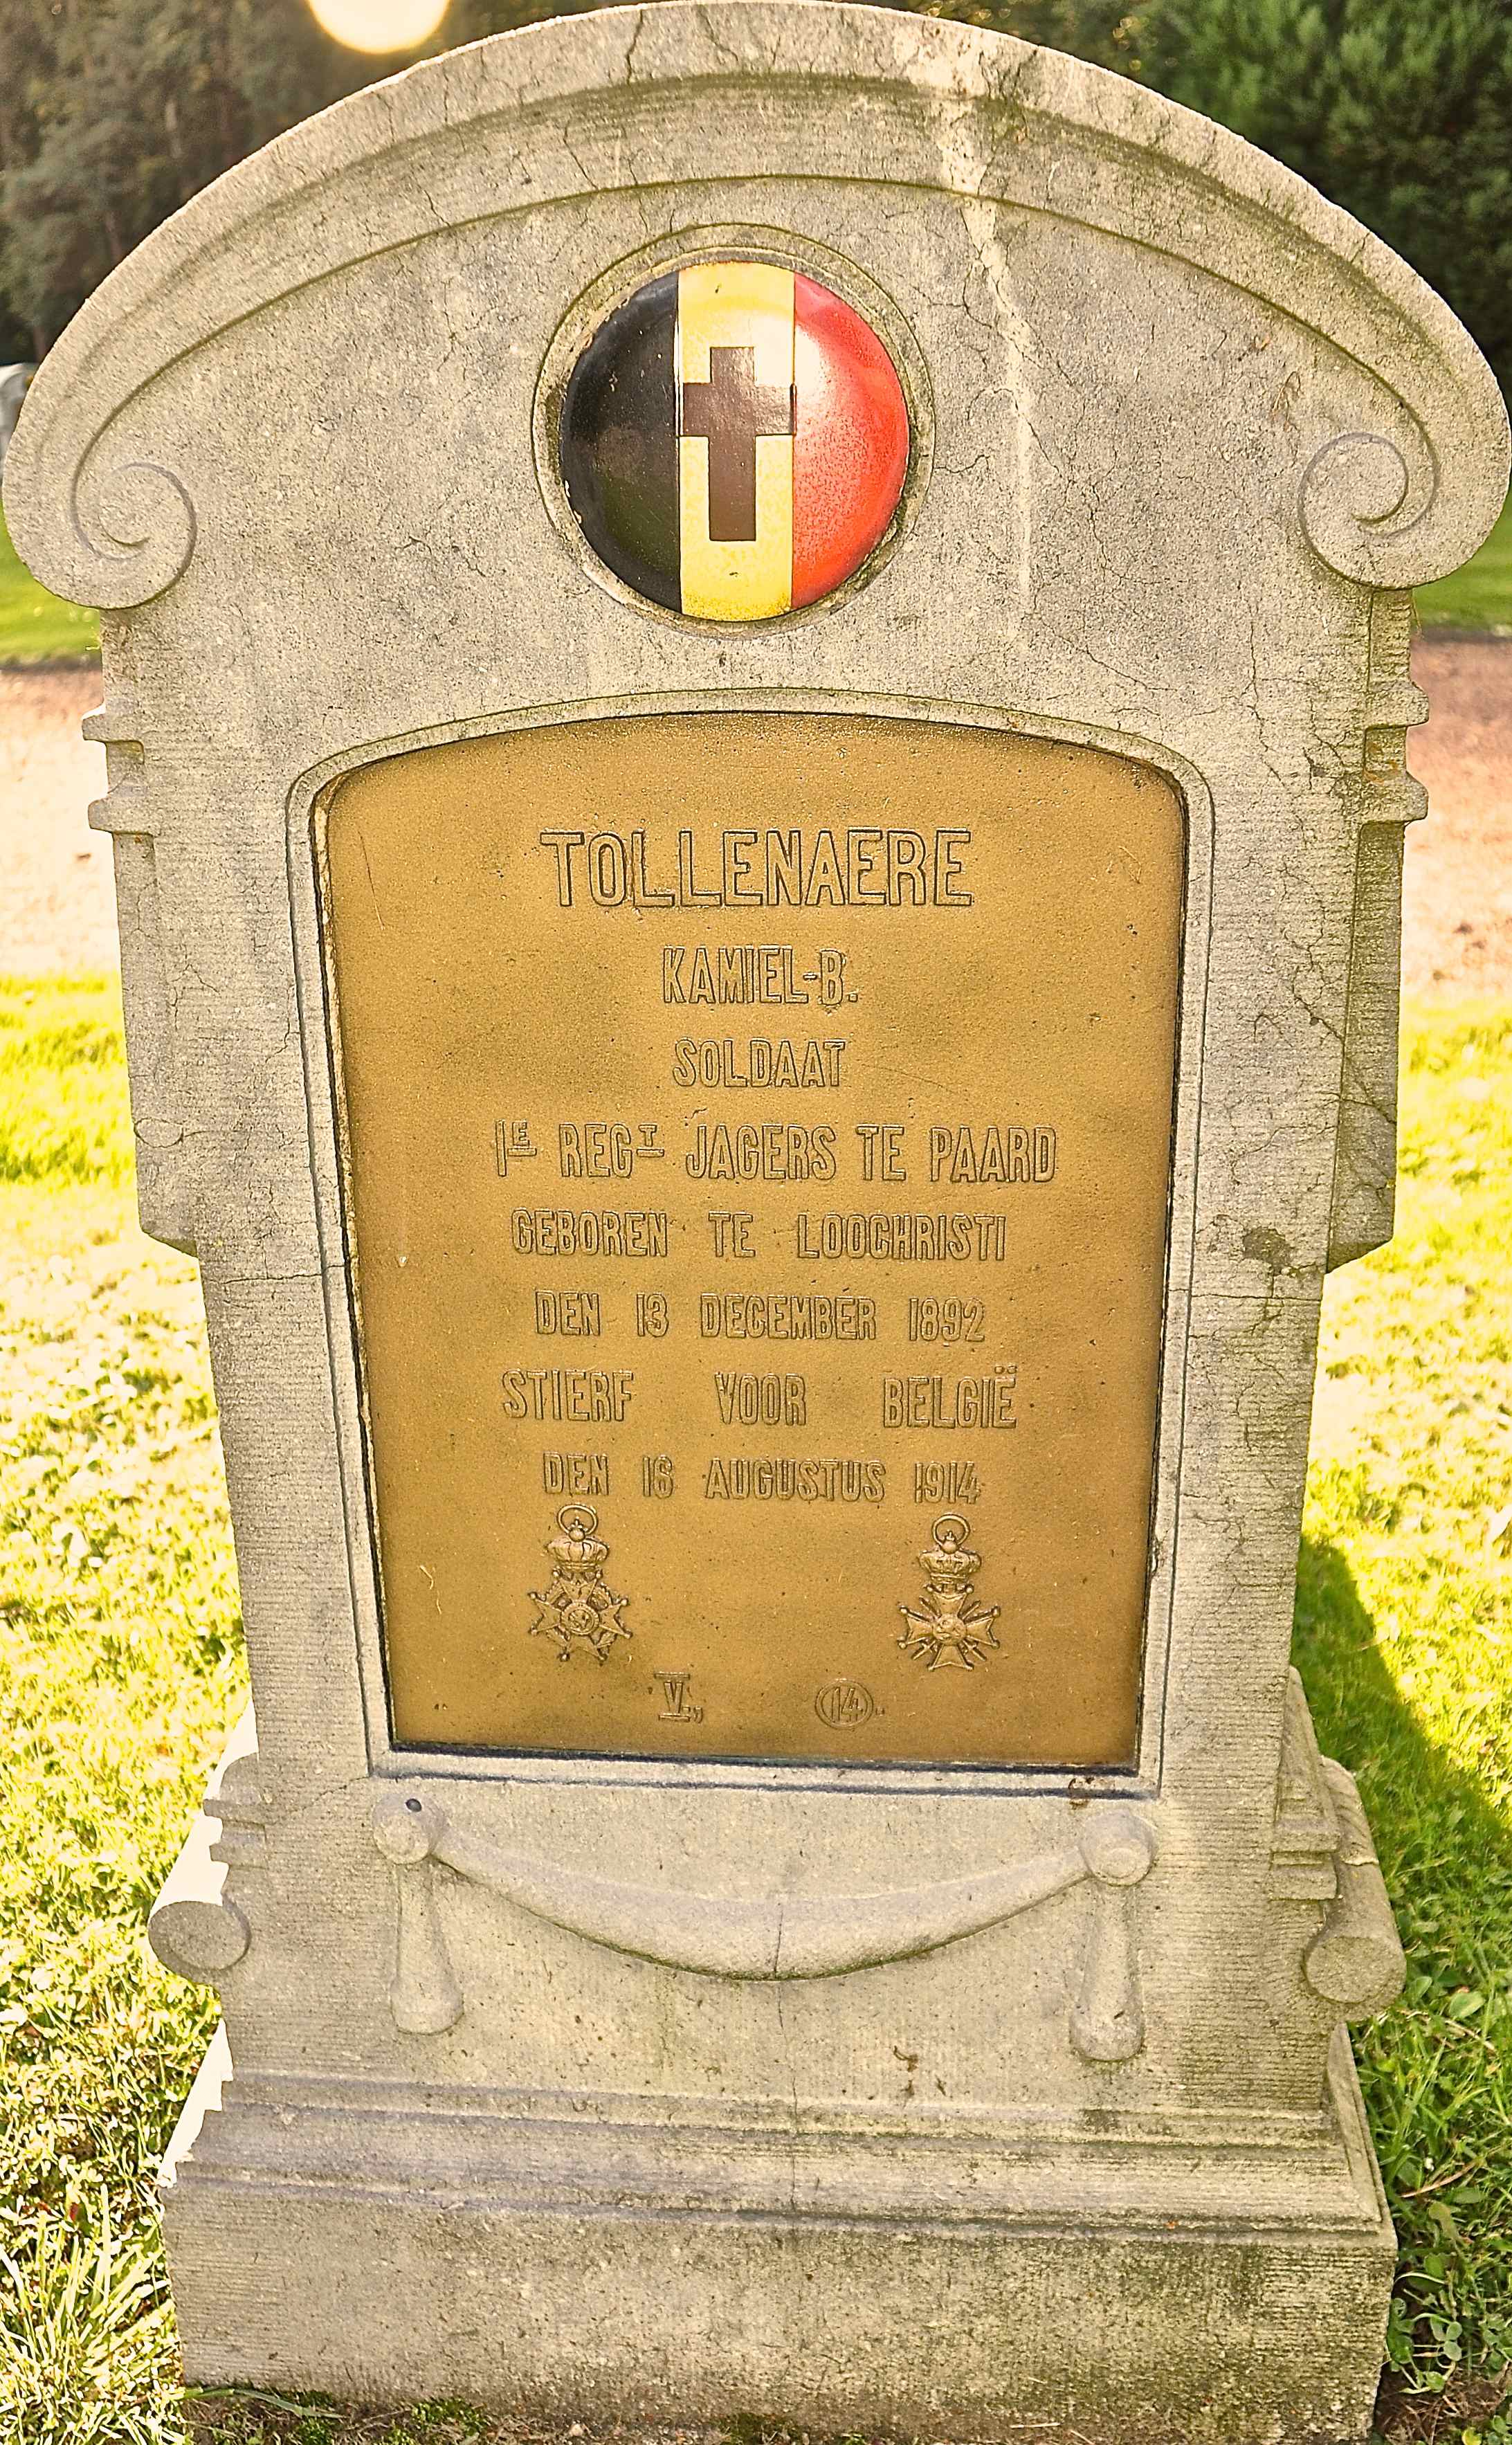 TOLLENAERE
KAMIEL-B.
SOLDAAT
1E REGT JAGERS TE PAARD
GEBOREN TE LOOCHRISTI
DEN 13 DECEMBER 1892
STIERF VOOR BELGIË
DEN 16 AUGUSTUS 1914
V., 14.